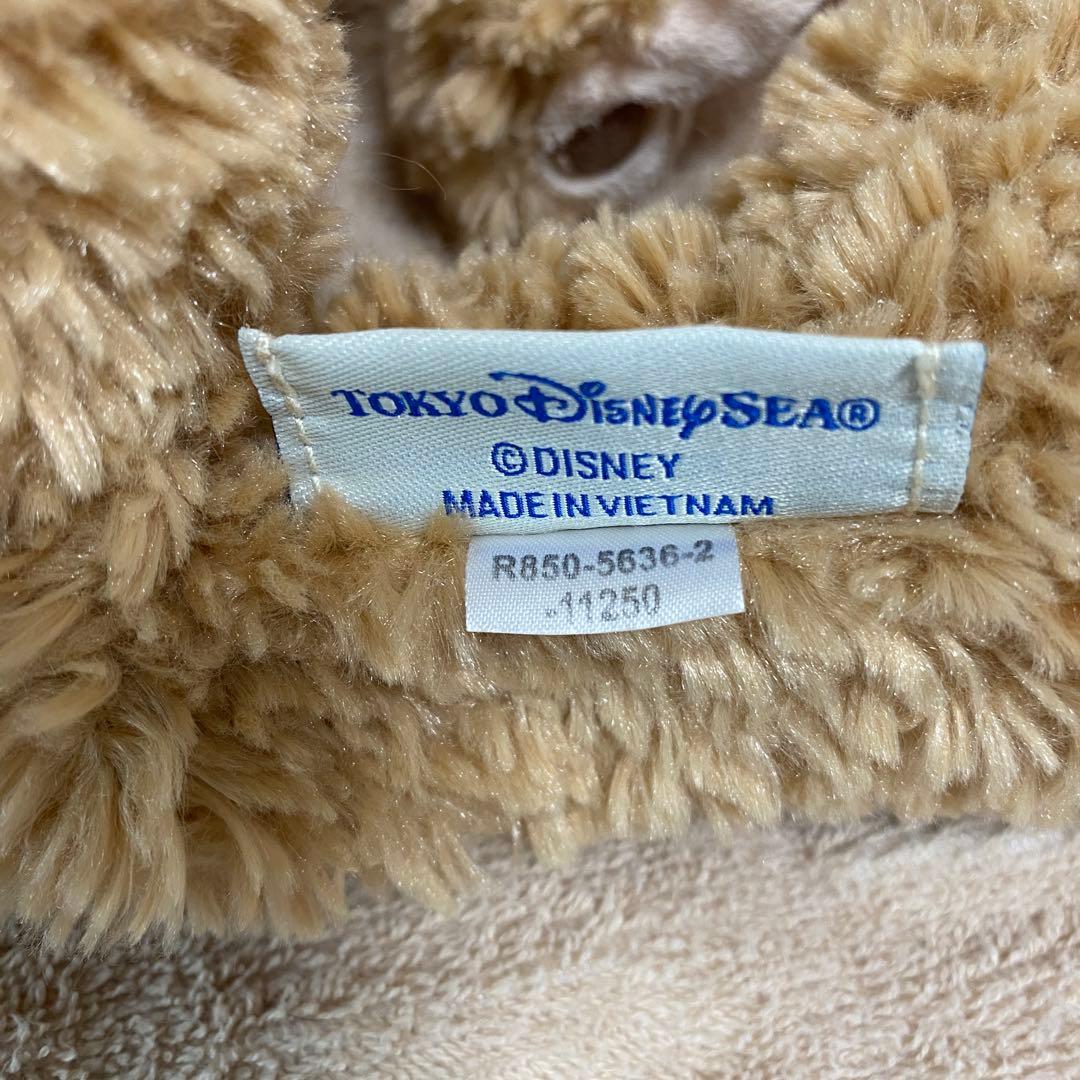 TOKYO DISNEYSEA®
©DISNEY
MADE IN VIETNAM
R850-5636-2
-11250